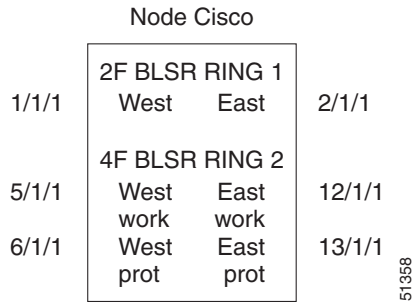 Node Cisco
2F BLSR RING 1
1/1/1 West East 2/1/1
4F BLSR RING 2
5/1/1 West East 12/1/1
work work
6/1/1 West East 13/1/1
prot prot
51358